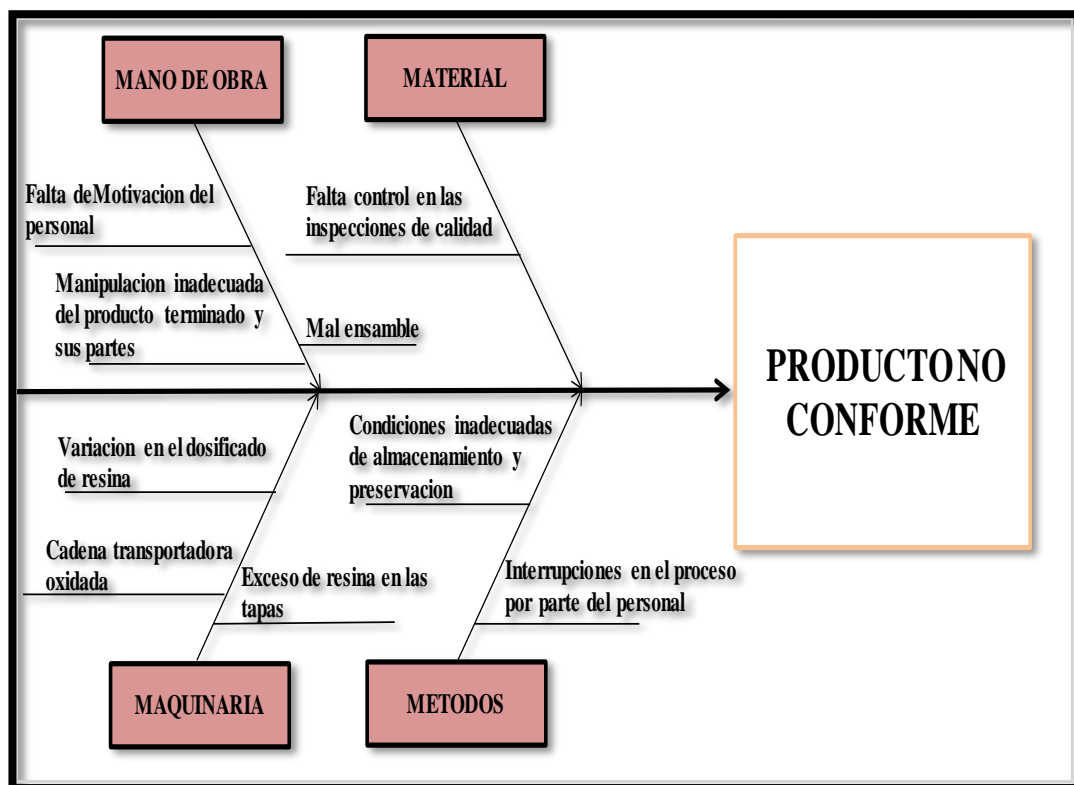 MANO DE OBRA
MATERIAL
Falta deMotivacion del
personal
Falta control en las
inspecciones de calidad
Manipulacion inadecuada
del producto terminado y
sus partes
Mal ensamble
PRODUCTO NO
CONFORME
Variacion en el dosificado
de resina
Condiciones inadecuadas
de almacenamiento y
preservacion
Cadena transportadora
oxidada
Exceso de resina en las
tapas
Interrupciones en el proceso
por parte del personal
MAQUINARIA
METODOS